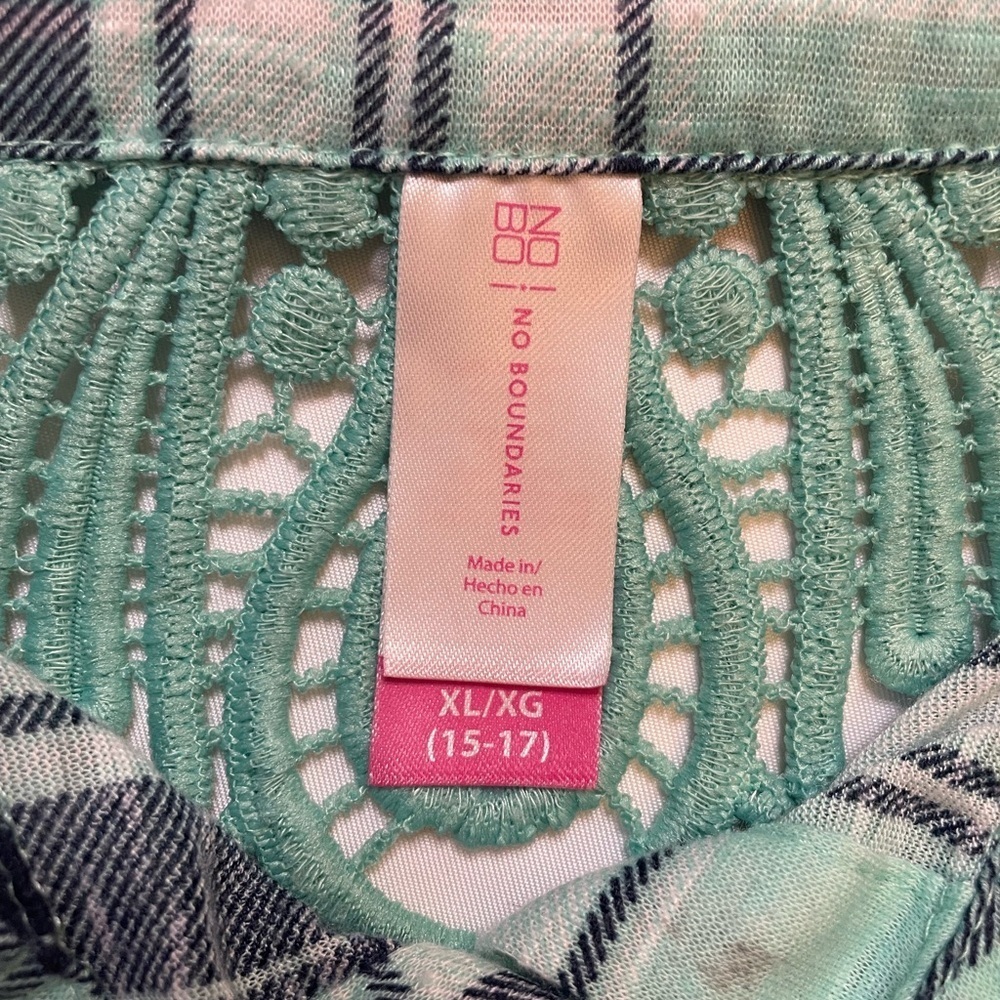 NO
BO
NO BOUNDARIES
Made in/
Hecho en
China
XL/XG
(15-17)